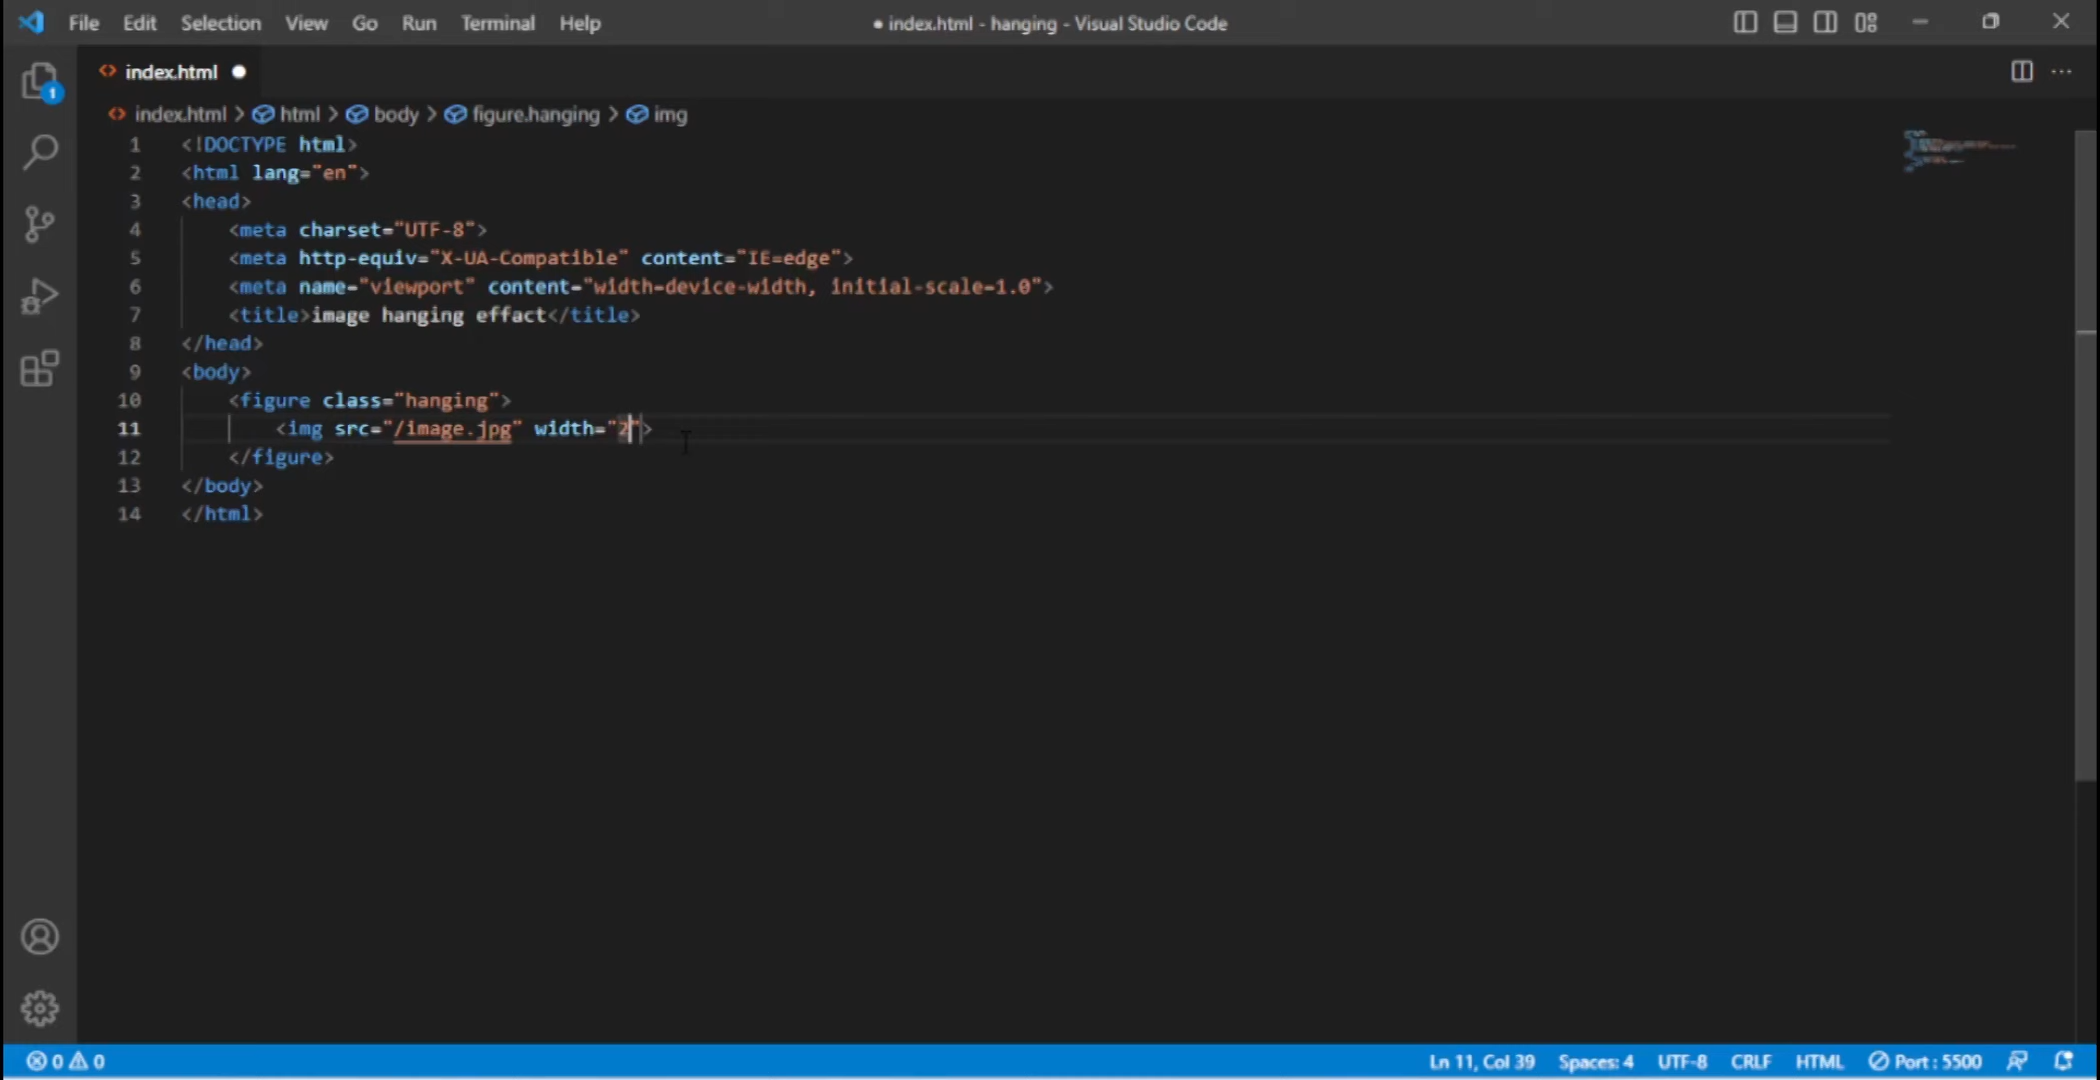 File Edit Selection View Go Run Terminal Help ● index.html - hanging - Visual Studio Code
index.html ●
1
index.html > html > body > figure.hanging > img
1 <!DOCTYPE html>
2 <html lang="en">
3 <head>
4     <meta charset="UTF-8">
5     <meta http-equiv="X-UA-Compatible" content="IE=edge">
6     <meta name="viewport" content="width=device-width, initial-scale=1.0">
7     <title>image hanging effact</title>
8 </head>
9 <body>
10     <figure class="hanging">
11         <img src="/image.jpg" width="2">
12     </figure>
13 </body>
14 </html>
0 0 Ln 11, Col 39 Spaces: 4 UTF-8 CRLF HTML Port : 5500